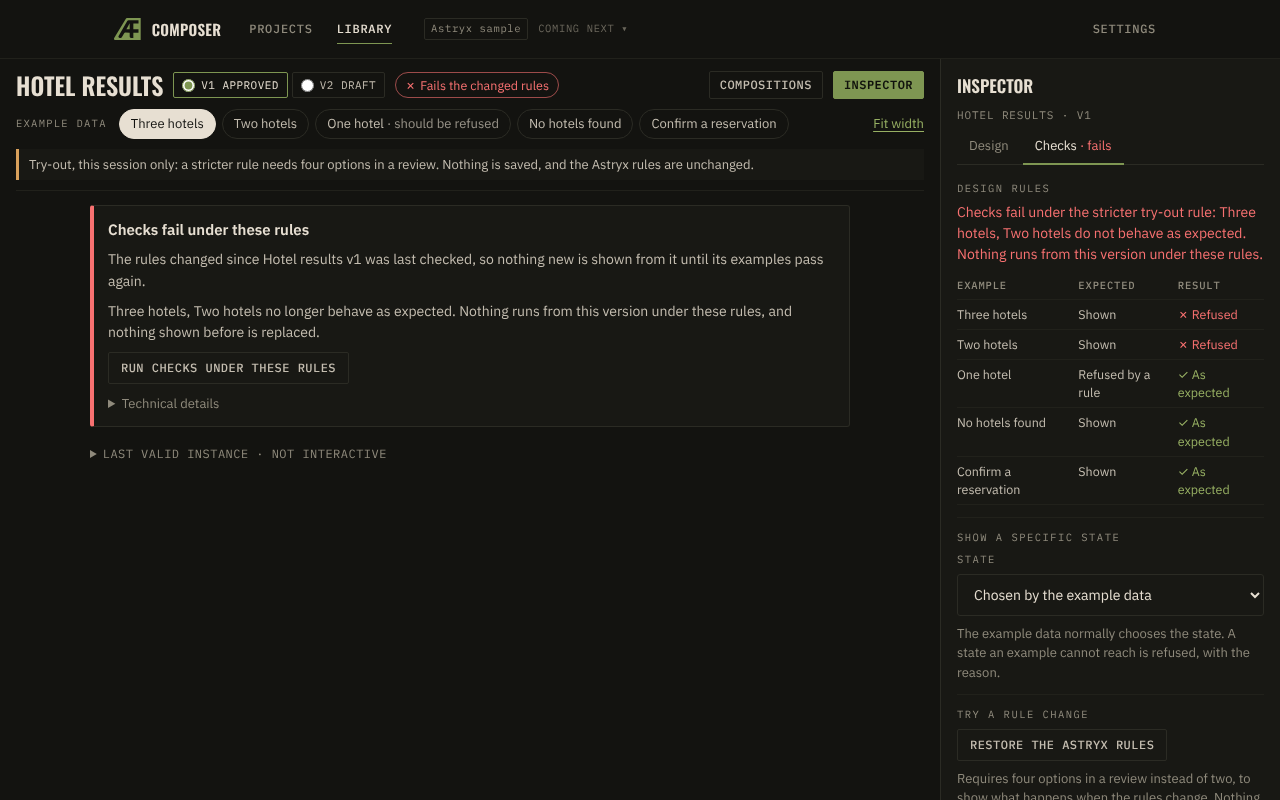 COMPOSER PROJECTS LIBRARY Astryx sample COMING NEXT ▾ SETTINGS
HOTEL RESULTS V1 APPROVED V2 DRAFT × Fails the changed rules COMPOSITIONS INSPECTOR
EXAMPLE DATA Three hotels Two hotels One hotel · should be refused No hotels found Confirm a reservation Fit width
Try-out, this session only: a stricter rule needs four options in a review. Nothing is saved, and the Astryx rules are unchanged.
Checks fail under these rules
The rules changed since Hotel results v1 was last checked, so nothing new is shown from it until its examples pass
again.
Three hotels, Two hotels no longer behave as expected. Nothing runs from this version under these rules, and
nothing shown before is replaced.
RUN CHECKS UNDER THESE RULES
▶ Technical details
▶ LAST VALID INSTANCE · NOT INTERACTIVE
INSPECTOR
HOTEL RESULTS · V1
Design Checks · fails
DESIGN RULES
Checks fail under the stricter try-out rule: Three
hotels, Two hotels do not behave as expected.
Nothing runs from this version under these rules.
EXAMPLE EXPECTED RESULT
Three hotels Shown × Refused
Two hotels Shown × Refused
One hotel Refused by a ✓ As
rule expected
No hotels found Shown ✓ As
expected
Confirm a Shown ✓ As
reservation expected
SHOW A SPECIFIC STATE
STATE
Chosen by the example data
The example data normally chooses the state. A
state an example cannot reach is refused, with the
reason.
TRY A RULE CHANGE
RESTORE THE ASTRYX RULES
Requires four options in a review instead of two, to
show what happens when the rules change. Nothing